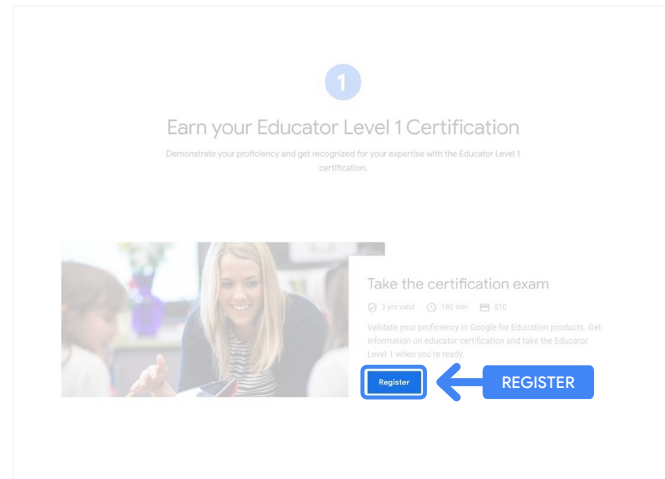 1
Earn your Educator Level 1 Certification
Demonstrate your proficiency and get recognized for your expertise with the Educator Level 1
certification.
Take the certification exam
3 yrs valid 180 min $10
Validate your proficiency in Google for Education products. Get
information on educator certification and take the Educator
Level 1 when you're ready.
Register REGISTER